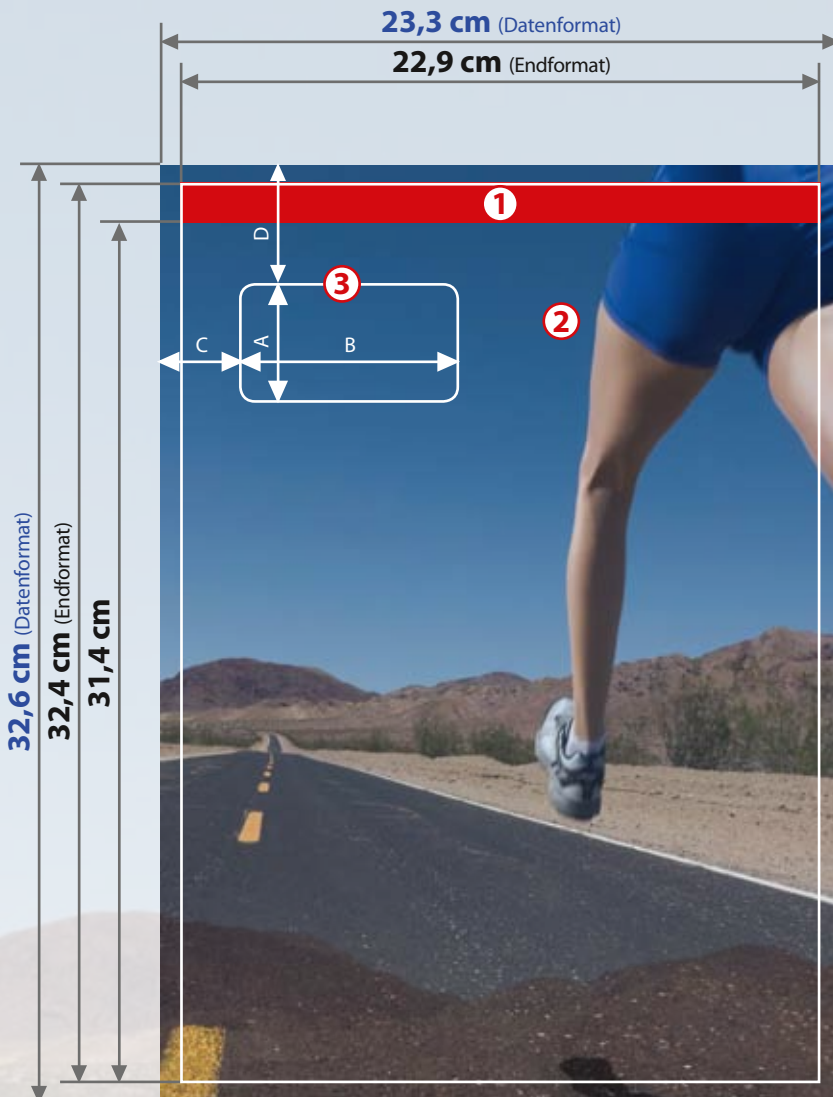 23,3 cm (Datenformat)
22,9 cm (Endformat)
1
D
3
2
C
A
B
32,6 cm (Datenformat)
32,4 cm (Endformat)
31,4 cm